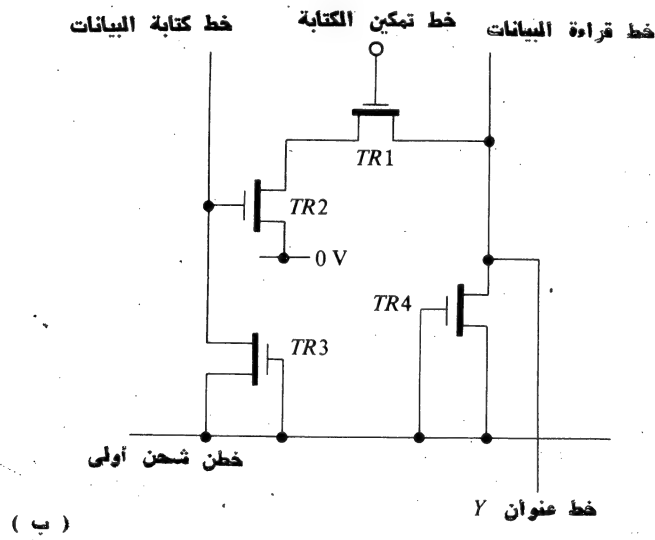 خط كتابة البيانات
خط تمكين الكتابة
خط قراءة البيانات
TR1
TR2
0 V
TR4
TR3
خطن شحن أولى
خط عنوان Y
( ب )